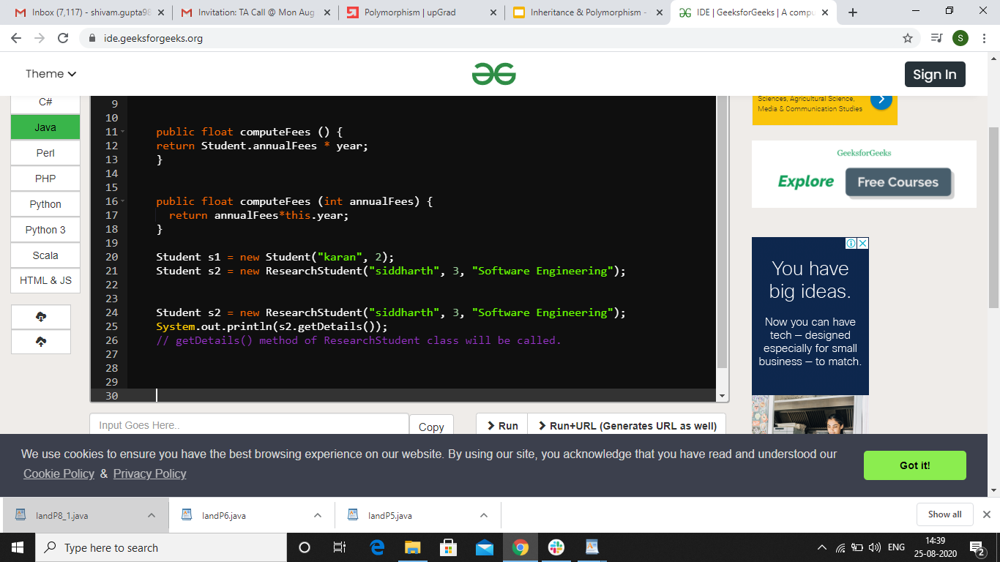 Inbox (7,117) - shivam.gupta98
Invitation: TA Call @ Mon Aug
Polymorphism | upGrad
Inheritance & Polymorphism -
IDE | GeeksforGeeks | A compu
ide.geeksforgeeks.org
S
Theme
Sign In
C#
Java
Perl
PHP
Python
Python 3
Scala
HTML & JS
9
10
11 public float computeFees () {
12 return Student.annualFees * year;
13 }
14
15
16 public float computeFees (int annualFees) {
17 return annualFees*this.year;
18 }
19
20 Student s1 = new Student("karan", 2);
21 Student s2 = new ResearchStudent("siddharth", 3, "Software Engineering");
22
23
24 Student s2 = new ResearchStudent("siddharth", 3, "Software Engineering");
25 System.out.println(s2.getDetails());
26 // getDetails() method of ResearchStudent class will be called.
27
28
29
30
Sciences, Agricultural Science,
Media & Communication Studies
GeeksforGeeks
Explore Free Courses
You have
big ideas.
Now you can have
tech – designed
especially for small
business – to match.
Input Goes Here..
Copy
Run
Run+URL (Generates URL as well)
We use cookies to ensure you have the best browsing experience on our website. By using our site, you acknowledge that you have read and understood our
Cookie Policy & Privacy Policy
Got it!
IandP8_1.java
IandP6.java
IandP5.java
Show all
Type here to search
ENG
14:39
25-08-2020
2